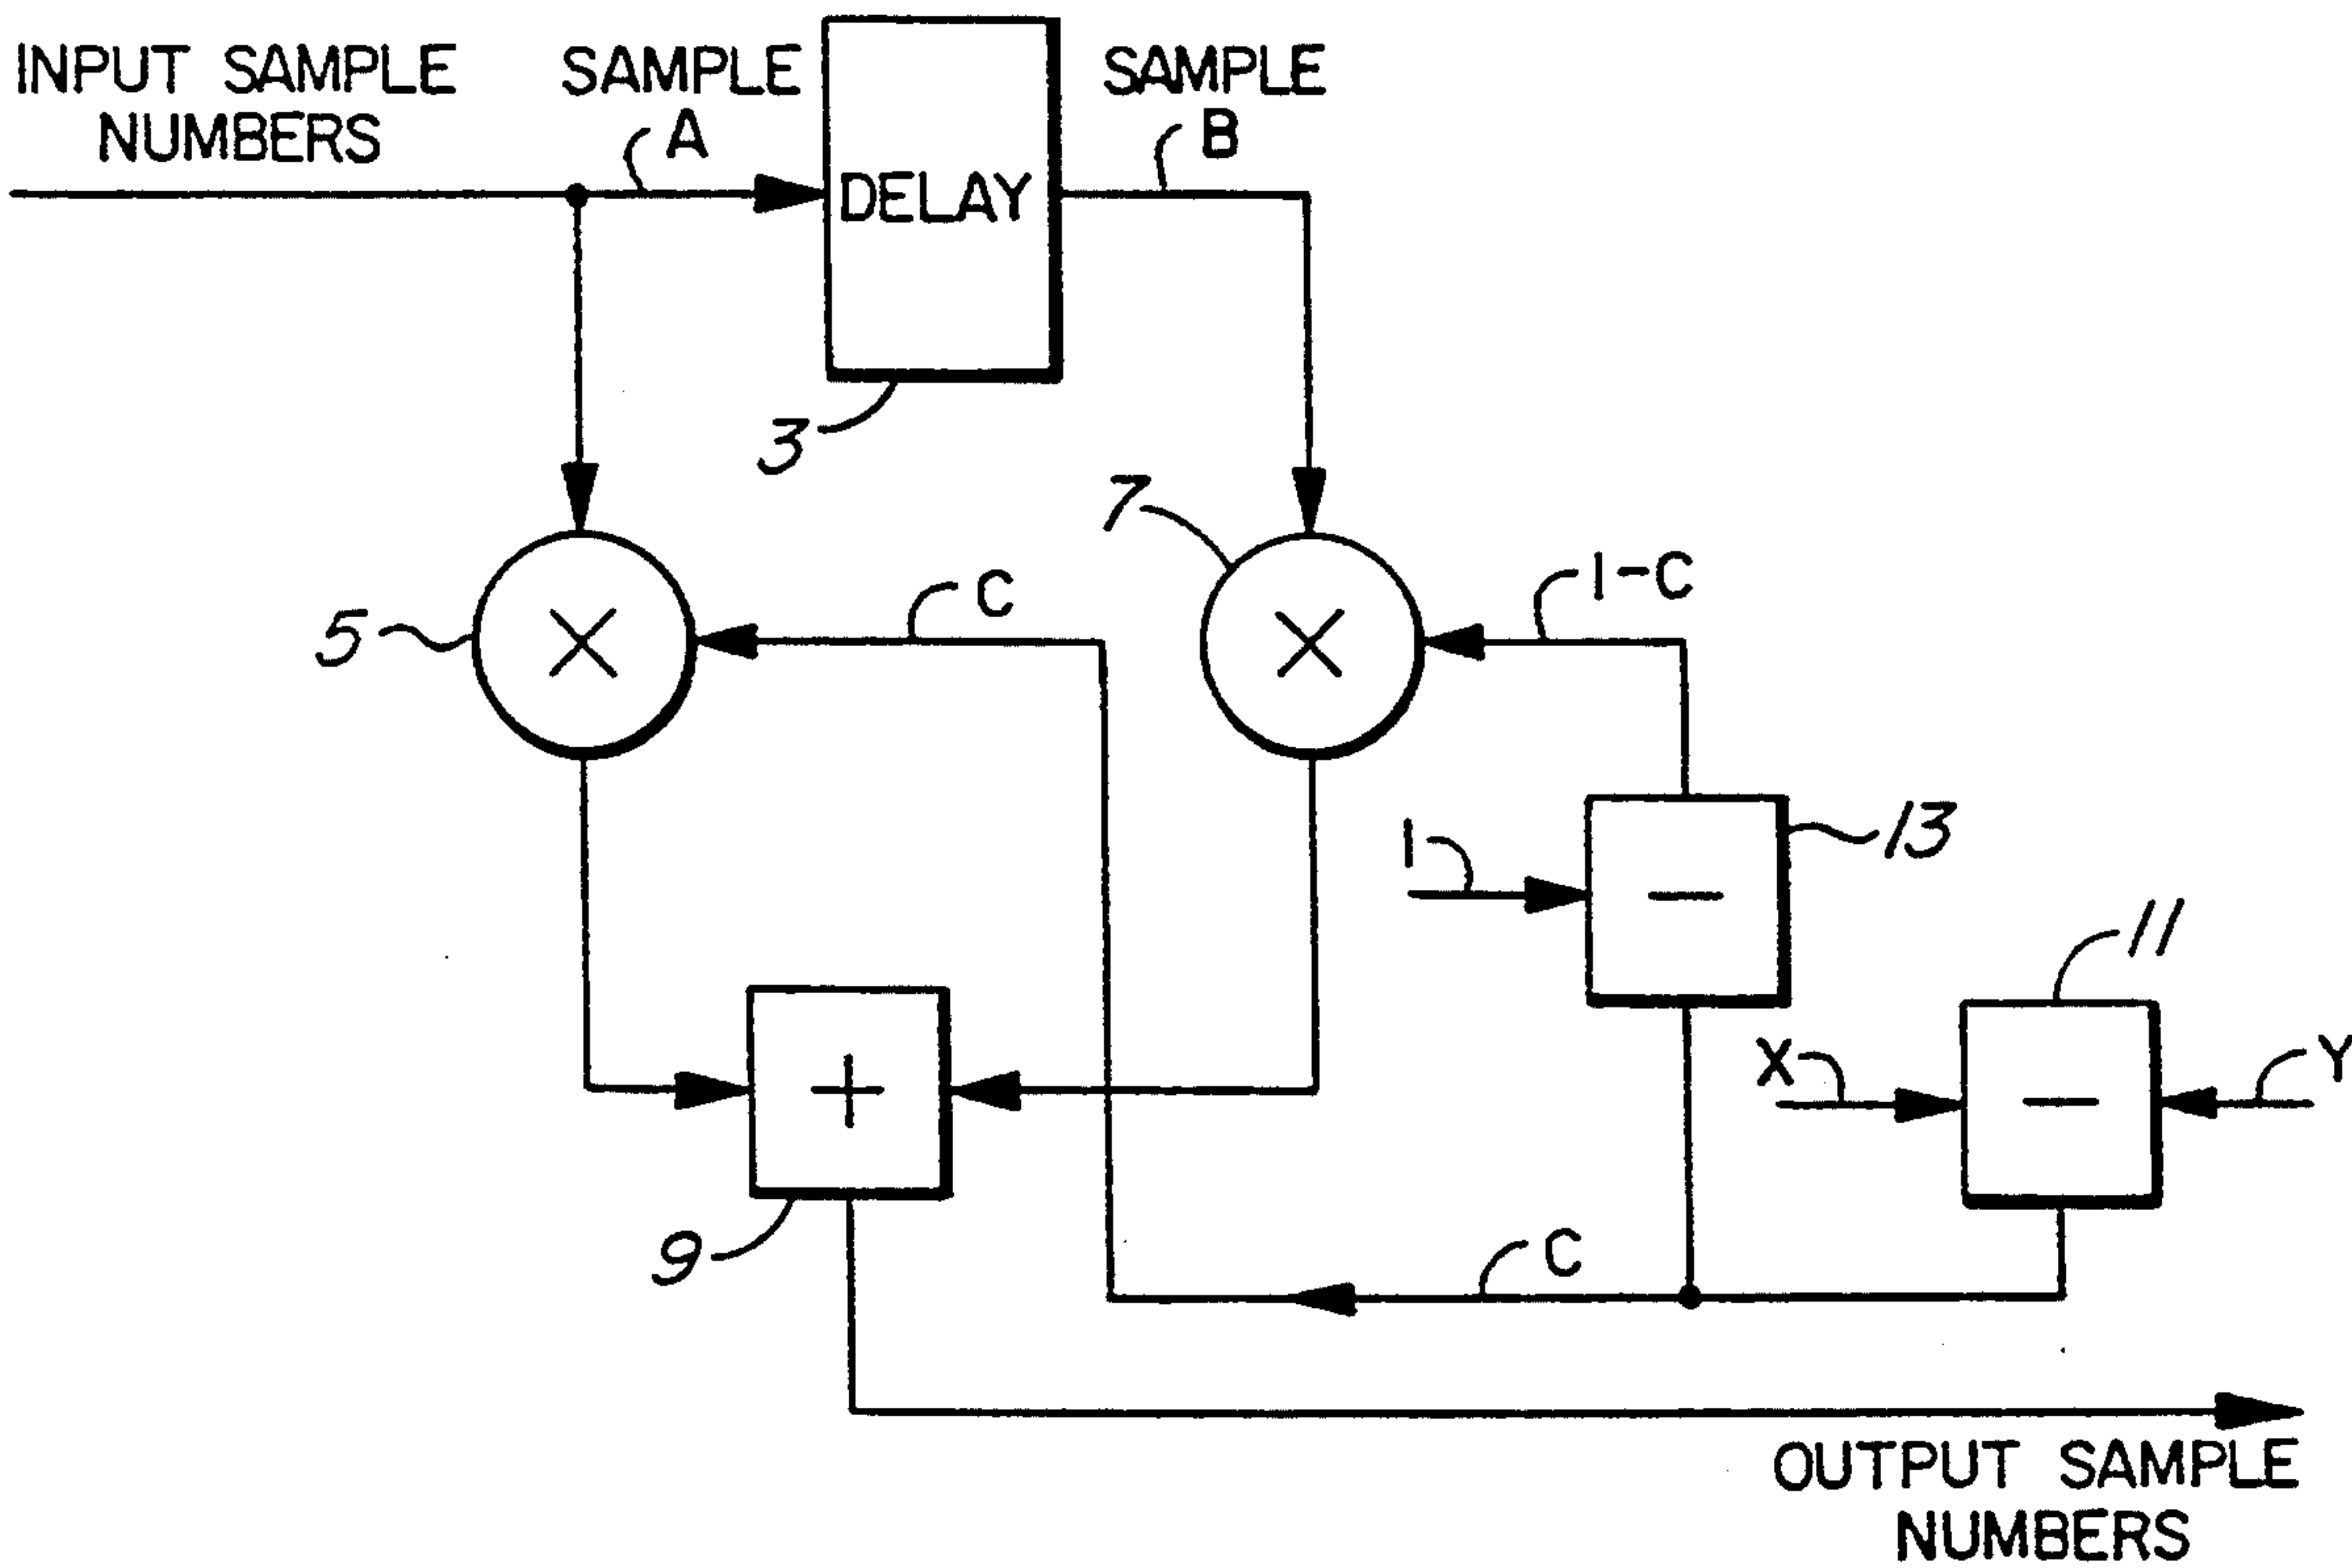 INPUT SAMPLE
NUMBERS
SAMPLE
A
DELAY
SAMPLE
B
3
5
×
C
7
×
1-C
1
−
13
11
X
−
Y
+
9
C
OUTPUT SAMPLE
NUMBERS